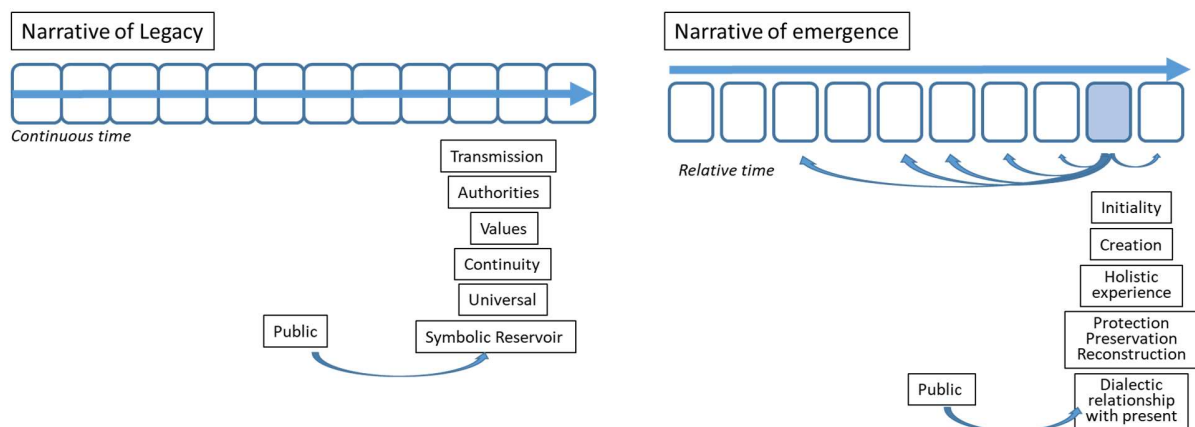 Narrative of Legacy
Continuous time
Transmission
Authorities
Values
Continuity
Universal
Public
Symbolic Reservoir
Narrative of emergence
Relative time
Initiality
Creation
Holistic
experience
Protection
Preservation
Reconstruction
Public
Dialectic
relationship
with present